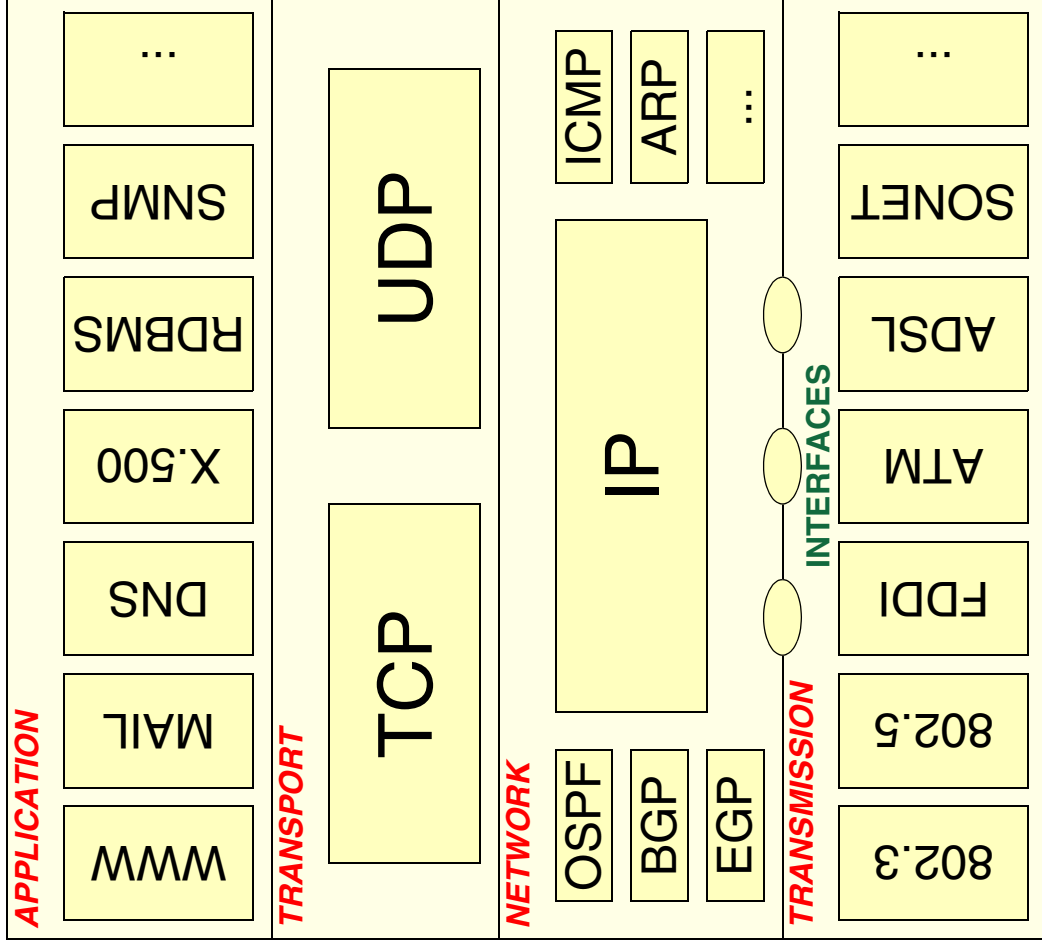 APPLICATION
WWW
MAIL
DNS
X.500
RDBMS
SNMP
...
TRANSPORT
TCP
UDP
NETWORK
OSPF
BGP
EGP
IP
ICMP
ARP
...
INTERFACES
TRANSMISSION
802.3
802.5
FDDI
ATM
ADSL
SONET
...